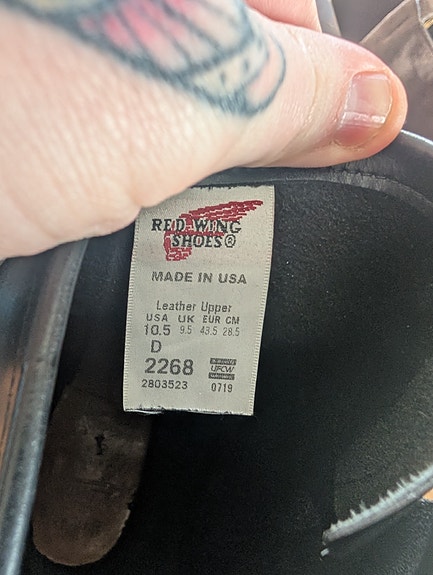 RED WING
SHOES®
MADE IN USA
Leather Upper
USA UK EUR CM
10.5 9.5 43.5 28.5
D
2268
UFCW
2803523 0719